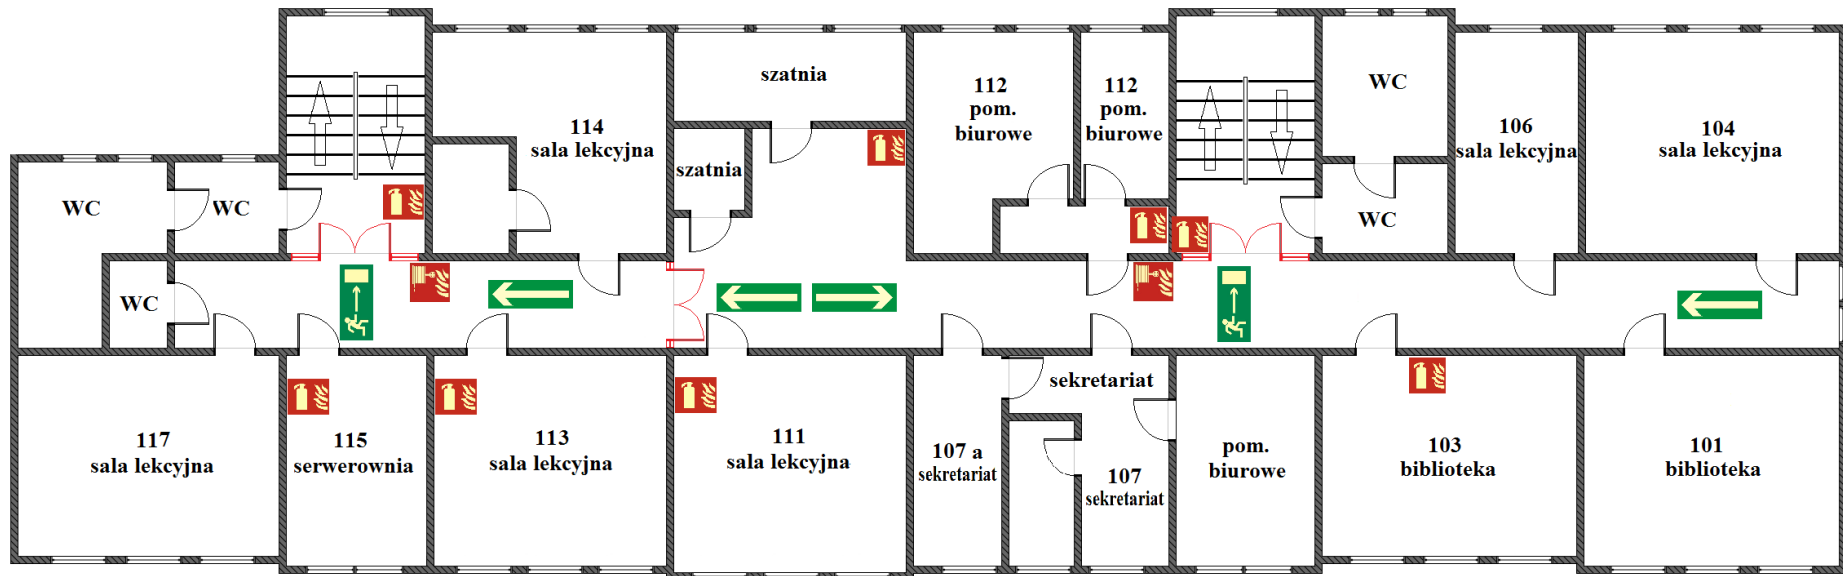 szatnia
112
pom.
biurowe
112
pom.
biurowe
WC
114
sala lekcyjna
szatnia
106
sala lekcyjna
104
sala lekcyjna
WC
WC
WC
WC
117
sala lekcyjna
115
serwerownia
113
sala lekcyjna
111
sala lekcyjna
107 a
sekretariat
sekretariat
107
sekretariat
pom.
biurowe
103
biblioteka
101
biblioteka